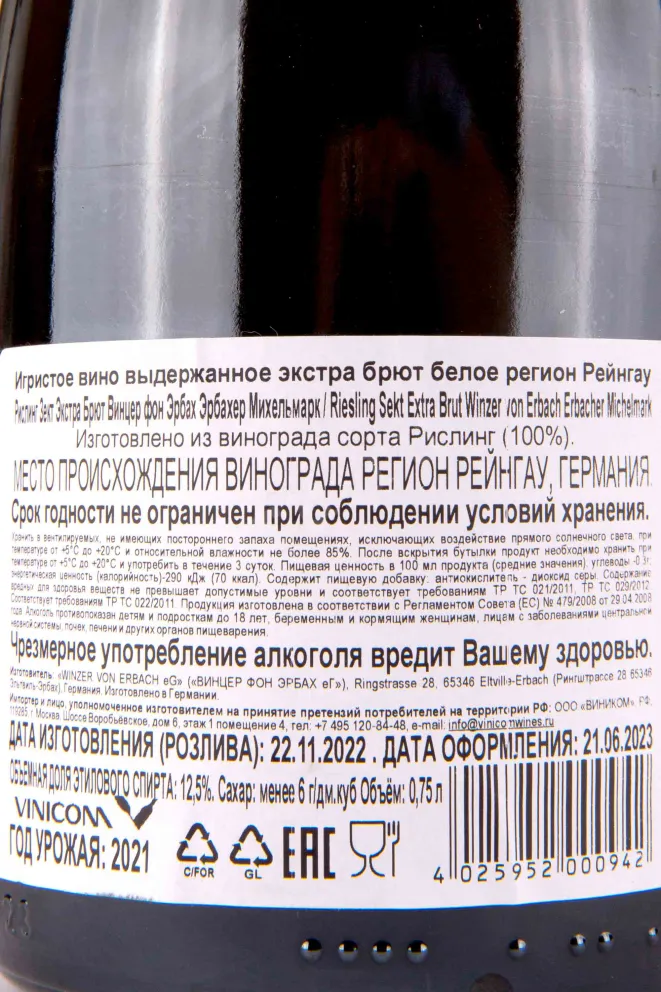 Игристое вино выдержанное экстра брют белое регион Рейнгау
Рислинг Зект Экстра Брют Винцер фон Эрбах Эрбахер Михельмарк / Riesling Sekt Extra Brut Winzer von Erbach Erbacher Michelmark
Изготовлено из винограда сорта Рислинг (100%).
МЕСТО ПРОИСХОЖДЕНИЯ ВИНОГРАДА РЕГИОН РЕЙНГАУ, ГЕРМАНИЯ.
Срок годности не ограничен при соблюдении условий хранения.
Хранить в вентилируемых, не имеющих постороннего запаха помещениях, исключающих воздействие прямого солнечного света, при
температуре от +5°C до +20°C и относительной влажности не более 85%. После вскрытия бутылки продукт необходимо хранить при
температуре от +5°C до +20°C и употребить в течение 3 суток. Пищевая ценность в 100 мл продукта (средние значения), углеводы -0.3г;
энергетическая ценность (калорийность)-290 кДж (70 ккал). Содержит пищевую добавку: антиокислитель - диоксид серы. Содержание
вредных для здоровья веществ не превышает допустимые уровни и соответствует требованиям ТР ТС 021/2011, ТР ТС 029/2012.
Соответствует требованиям ТР ТС 022/2011. Продукция изготовлена в соответствии с Регламентом Совета (ЕС) № 479/2008 от 29.04.2008
года. Алкоголь противопоказан детям и подросткам до 18 лет, беременным и кормящим женщинам, лицам с заболеваниями центральной
нервной системы, почек, печени и других органов пищеварения.
Чрезмерное употребление алкоголя вредит Вашему здоровью.
Изготовитель: «WINZER VON ERBACH eG» («ВИНЦЕР ФОН ЭРБАХ еГ»), Ringstrasse 28, 65346 Eltville-Erbach (Рингштрассе 28 65346
Эльтвиль-Эрбах), Германия. Изготовлено в Германии.
Импортер и лицо, уполномоченное изготовителем на принятие претензий потребителей на территории РФ: ООО «ВИНИКОМ», РФ,
119285 г Москва, Шоссе Воробьёвское, дом 6, этаж 1 помещение 4, тел: +7 495 120-84-48, e-mail: info@vinicomwines.ru
ДАТА ИЗГОТОВЛЕНИЯ (РОЗЛИВА): 22.11.2022 . ДАТА ОФОРМЛЕНИЯ: 21.06.2023
ОБЪЕМНАЯ ДОЛЯ ЭТИЛОВОГО СПИРТА: 12,5%. Сахар: менее 6 г/дм.куб Объём: 0,75 л
VINICOM
ГОД УРОЖАЯ: 2021
C/FOR
GL
EAC
4 025952 000942